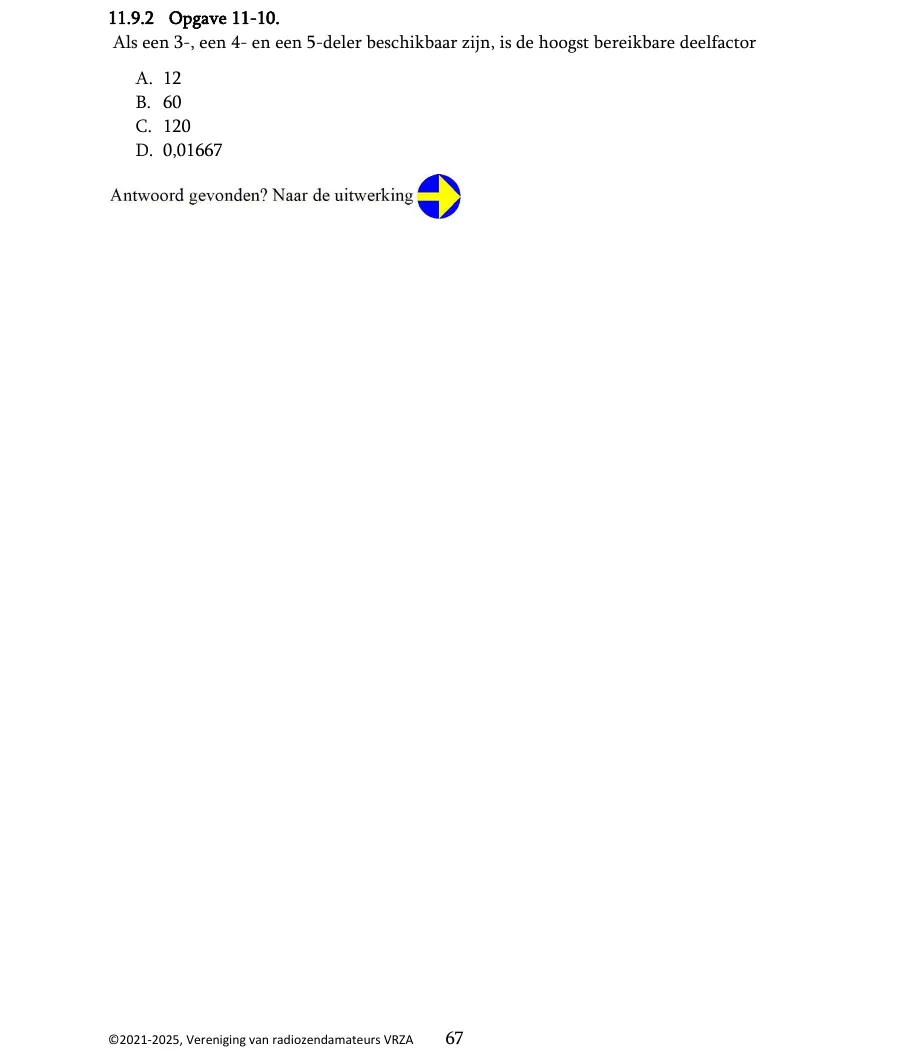 11.9.2 Opgave 11-10.
Als een 3-, een 4- en een 5-deler beschikbaar zijn, is de hoogst bereikbare deelfactor
A. 12
B. 60
C. 120
D. 0,01667
Antwoord gevonden? Naar de uitwerking
©2021-2025, Vereniging van radiozendamateurs VRZA 67